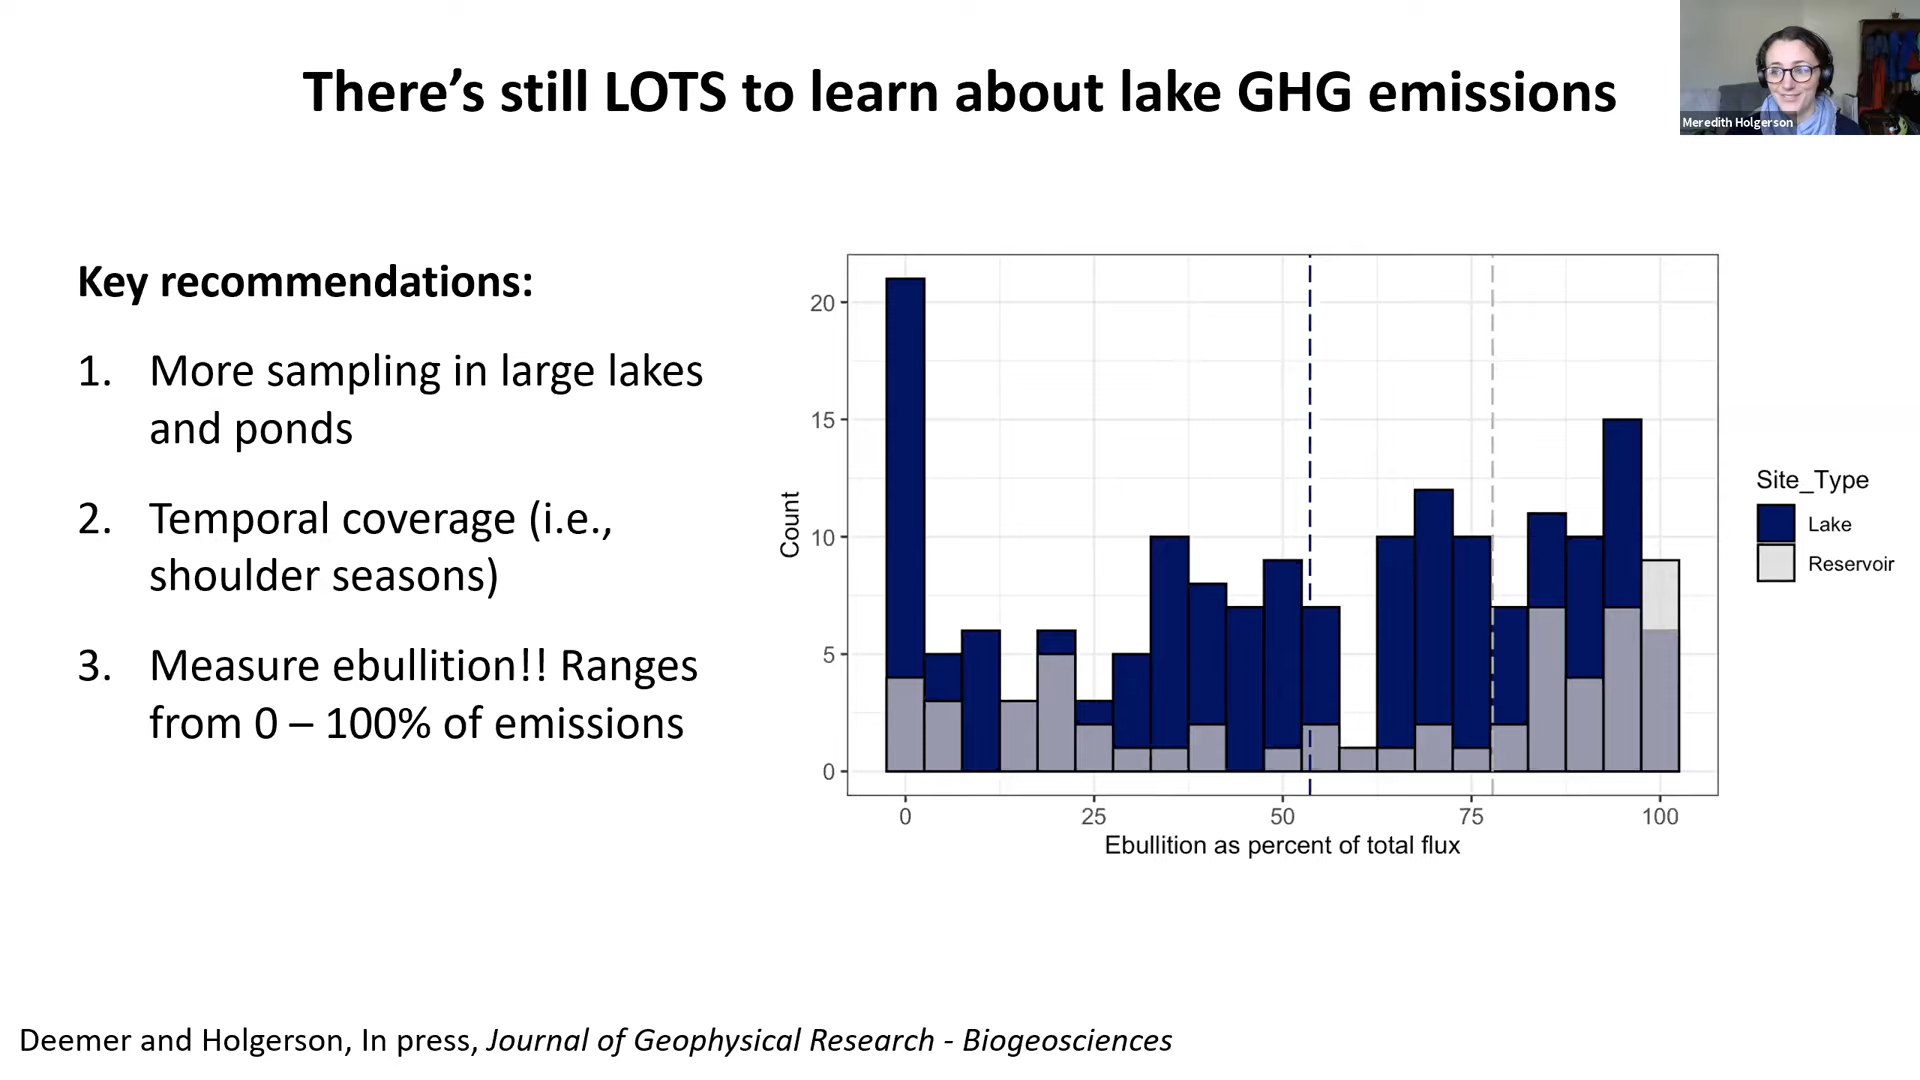 There's still LOTS to learn about lake GHG emissions
Meredith Holgerson
Key recommendations:
1. More sampling in large lakes
and ponds
2. Temporal coverage (i.e.,
shoulder seasons)
3. Measure ebullition!! Ranges
from 0 – 100% of emissions
20
15
10
5
0
Count
0 25 50 75 100
Ebullition as percent of total flux
Site_Type
Lake
Reservoir
Deemer and Holgerson, In press, Journal of Geophysical Research - Biogeosciences